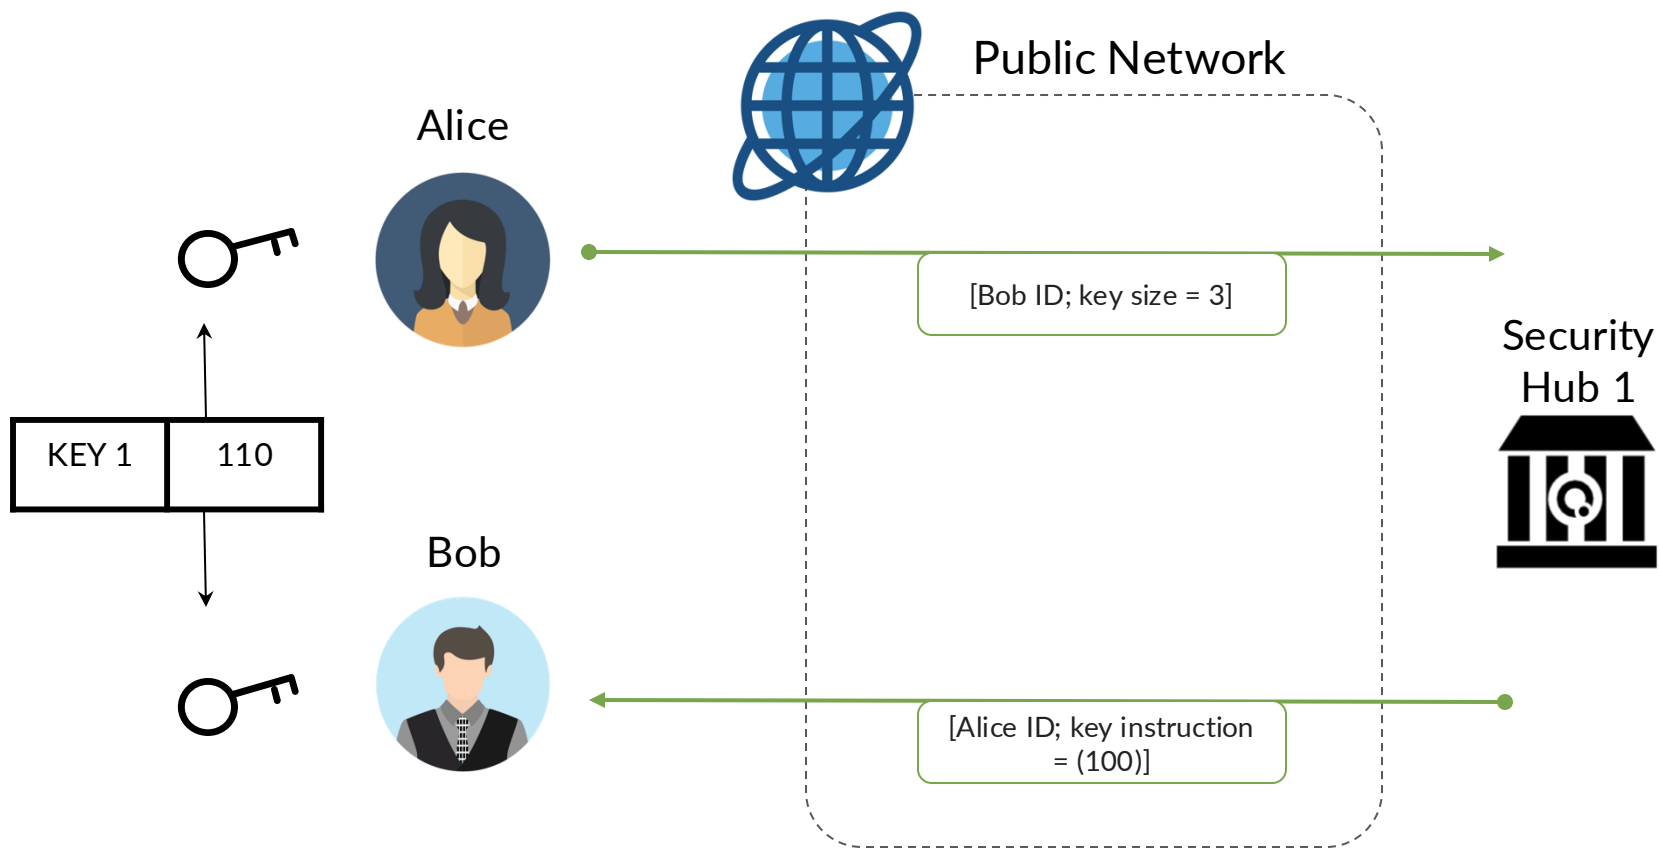 Public Network
Alice
[Bob ID; key size = 3]
Security
Hub 1
KEY 1
110
Bob
[Alice ID; key instruction
= (100)]